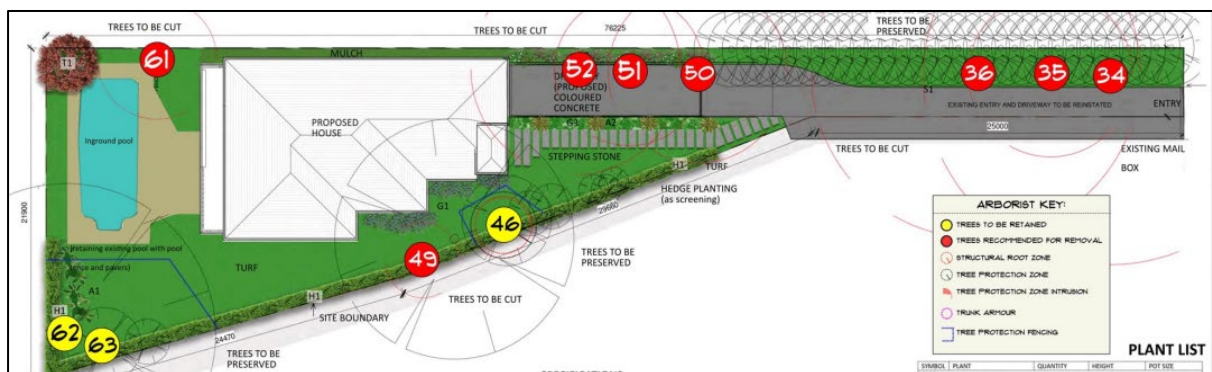 TREES TO BE CUT
TREES TO BE CUT
76225
TREES TO BE
PRESERVED
61
T1
MULCH
52
51
50
36
35
34
(PROPOSED)
COLOURED
CONCRETE
S1
EXISTING ENTRY AND DRIVEWAY TO BE REINSTATED
ENTRY
25000
PROPOSED
HOUSE
Inground pool
G3
A2
STEPPING STONE
TREES TO BE CUT
EXISTING MAIL
BOX
H1
TURF
HEDGE PLANTING
(as screening)
29660
21900
G1
46
49
TREES TO BE
PRESERVED
retaining existing pool with pool
fence and pavers)
TURF
A1
H1
H1
TREES TO BE CUT
SITE BOUNDARY
62
63
24470
TREES TO BE
PRESERVED
ARBORIST KEY:
TREES TO BE RETAINED
TREES RECOMMENDED FOR REMOVAL
STRUCTURAL ROOT ZONE
TREE PROTECTION ZONE
TREE PROTECTION ZONE INTRUSION
TRUNK ARMOUR
TREE PROTECTION FENCING
PLANT LIST
SYMBOL PLANT QUANTITY HEIGHT POT SIZE